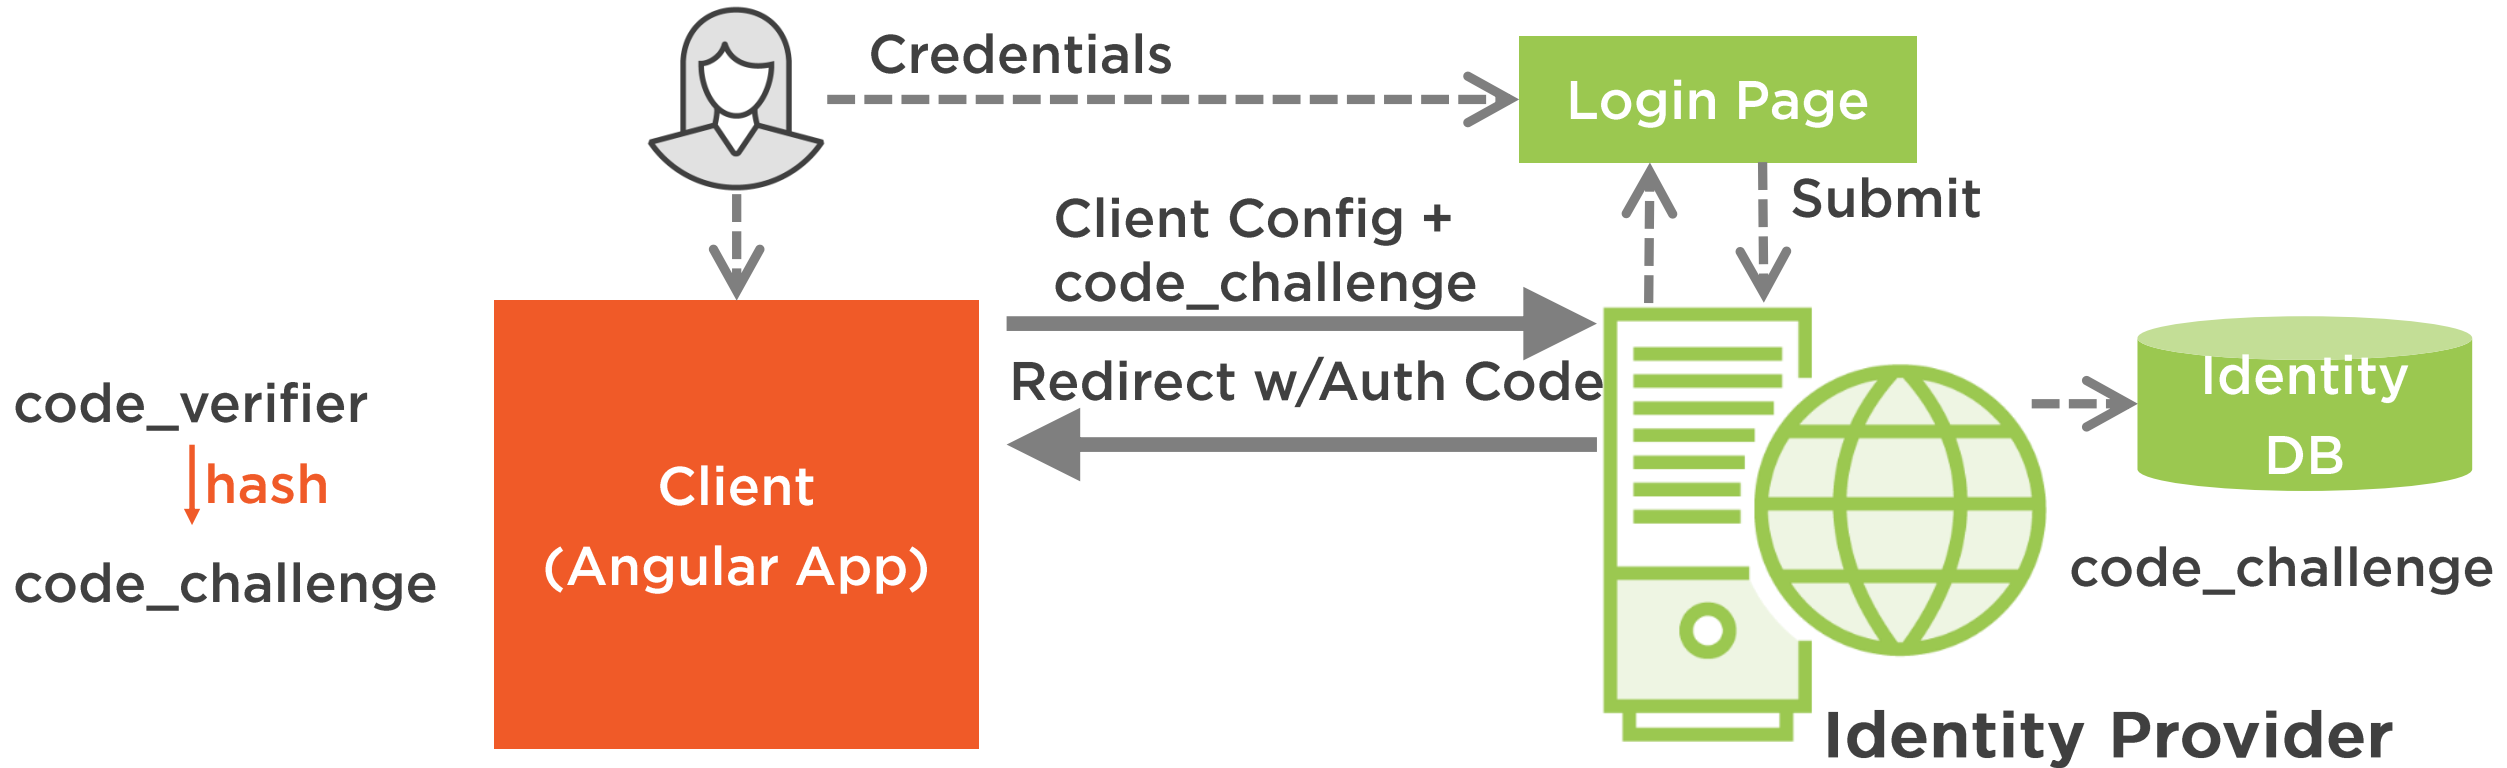 Credentials
Login Page
Client Config +
code_challenge
Submit
Redirect w/Auth Code
code_verifier
hash
code_challenge
Client
(Angular App)
Identity
DB
code_challenge
Identity Provider